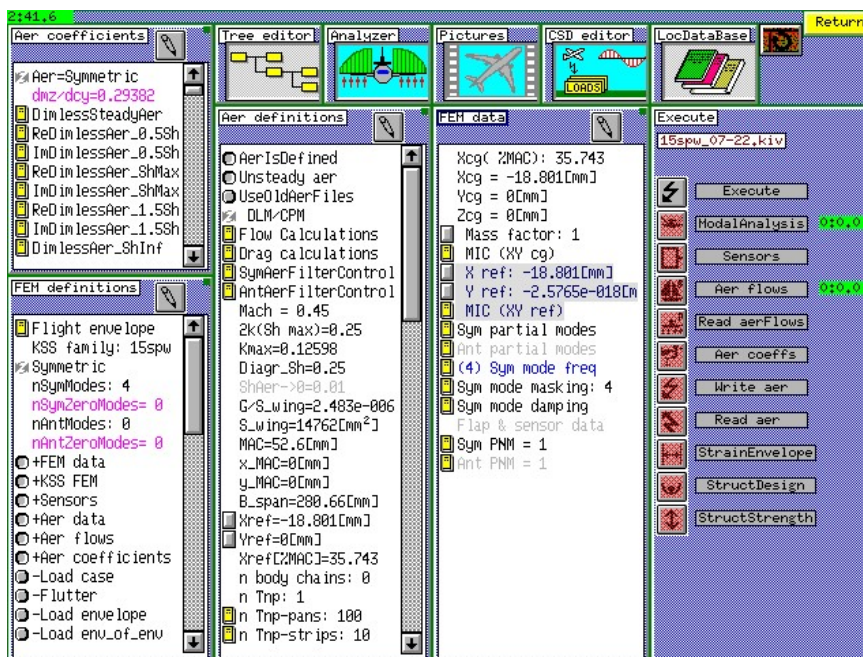 2:41.6
Return
Aer coefficients
Aer=Symmetric
dmz/dcy=0.29382
DimlessSteadyAer
ReDimlessAer_0.5Sh
ImDimlessAer_0.5Sh
ReDimlessAer_ShMax
ImDimlessAer_ShMax
ReDimlessAer_1.5Sh
ImDimlessAer_1.5Sh
DimlessAer_ShInf
FEM definitions
Flight envelope
KSS family: 15spw
Symmetric
nSymModes: 4
nSymZeroModes= 0
nAntModes: 0
nAntZeroModes= 0
+FEM data
+KSS FEM
+Sensors
+Aer data
+Aer flows
+Aer coefficients
-Load case
-Flutter
-Load envelope
-Load env_of_env
Tree editor
Analyzer
Pictures
CSD editor
LOADS
LocDataBase
Aer definitions
AerIsDefined
Unsteady aer
UseOldAerFiles
DLM/CPM
Flow Calculations
Drag calculations
SymAerFilterControl
AntAerFilterControl
Mach = 0.45
2k(Sh max)=0.25
Kmax=0.12598
Diagr_Sh=0.25
ShAer->0=0.01
G/S_wing=2.483e-006
S_wing=14762[mm²]
MAC=52.6[mm]
x_MAC=0[mm]
y_MAC=0[mm]
B_span=280.66[mm]
Xref=-18.801[mm]
Yref=0[mm]
Xref[%MAC]=35.743
n body chains: 0
n Tnp: 1
n Tnp-pans: 100
n Tnp-strips: 10
FEM data
Xcg( %MAC): 35.743
Xcg = -18.801[mm]
Ycg = 0[mm]
Zcg = 0[mm]
Mass factor: 1
MIC (XY cg)
X ref: -18.801[mm]
Y ref: -2.5765e-018[m
MIC (XY ref)
Sym partial modes
Ant partial modes
(4) Sym mode freq
Sym mode masking: 4
Sym mode damping
Flap & sensor data
Sym PNM = 1
Ant PNM = 1
Execute
15spw_07-22.kiv
Execute
ModalAnalysis 0:0.0
Sensors
Aer flows 0:0.0
Read aerFlows
Aer coeffs
Write aer
Read aer
StrainEnvelope
StructDesign
StructStrength